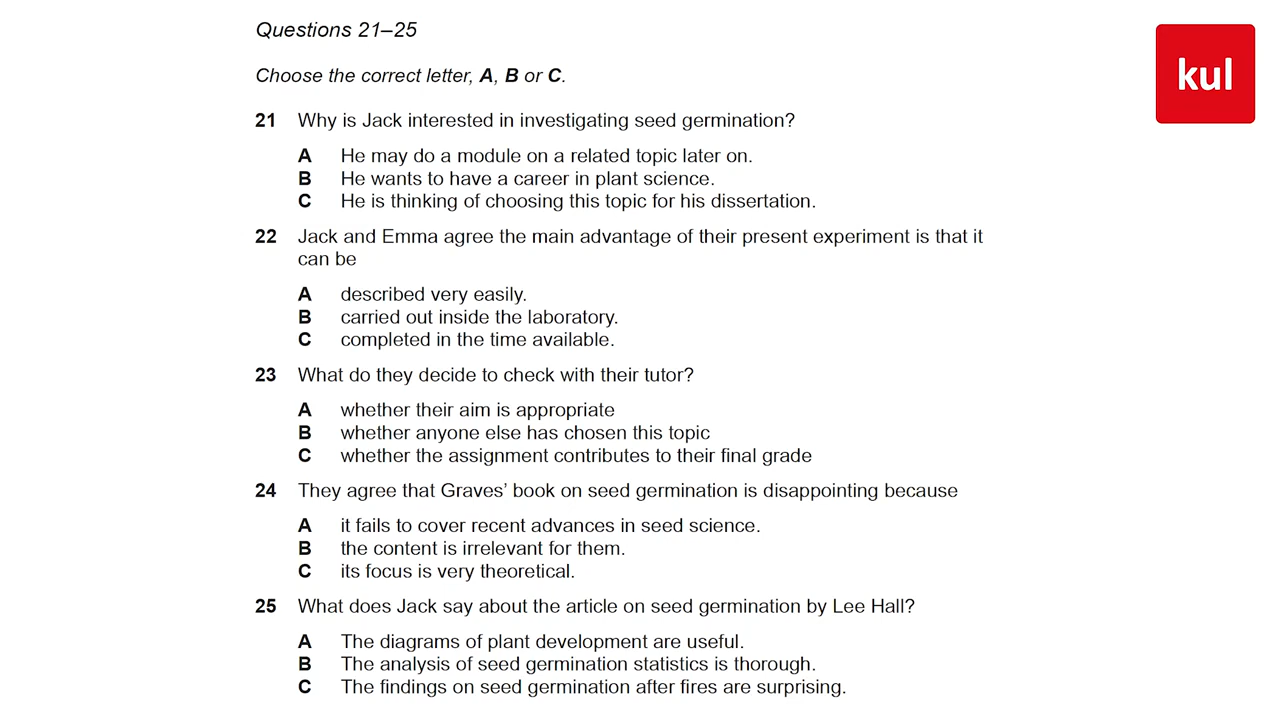 Questions 21–25
kul
Choose the correct letter, A, B or C.
21 Why is Jack interested in investigating seed germination?
A He may do a module on a related topic later on.
B He wants to have a career in plant science.
C He is thinking of choosing this topic for his dissertation.
22 Jack and Emma agree the main advantage of their present experiment is that it
can be
A described very easily.
B carried out inside the laboratory.
C completed in the time available.
23 What do they decide to check with their tutor?
A whether their aim is appropriate
B whether anyone else has chosen this topic
C whether the assignment contributes to their final grade
24 They agree that Graves’ book on seed germination is disappointing because
A it fails to cover recent advances in seed science.
B the content is irrelevant for them.
C its focus is very theoretical.
25 What does Jack say about the article on seed germination by Lee Hall?
A The diagrams of plant development are useful.
B The analysis of seed germination statistics is thorough.
C The findings on seed germination after fires are surprising.